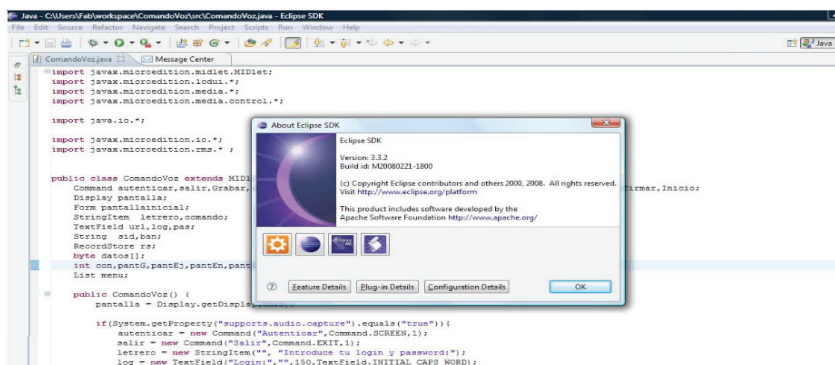 Java - C:\Users\Fab\workspace\ComandoVoz\src\ComandoVoz.java - Eclipse SDK
File Edit Source Refactor Navigate Search Project Scripts Run Window Help
Java
ComandoVoz.java Message Center
import javax.microedition.midlet.MIDlet;
import javax.microedition.lcdui.*;
import javax.microedition.media.*;
import javax.microedition.media.control.*;
import java.io.*;
import javax.microedition.io.*;
import javax.microedition.rms.* ;
public class ComandoVoz extends MIDl
Command autenticar,salir,Grabar, irmar,Inicio;
Display pantalla;
Form pantallainicial;
StringItem letrero,comando;
TextField url,log,pas;
String sid,ban;
RecordStore rs;
byte datos[];
int con,pantG,pantEj,pantEn,pant
List menu;
public ComandoVoz() {
pantalla = Display.getDispla
if(System.getProperty("supports.audio.capture").equals("true")){
autenticar = new Command("Autenticar",Command.SCREEN,1);
salir = new Command("Salir",Command.EXIT,1);
letrero = new StringItem("", "Introduce tu login y password:");
log = new TextField("Login:","",150,TextField.INITIAL_CAPS_WORD);
About Eclipse SDK
Eclipse SDK
Version: 3.3.2
Build id: M20080221-1800
(c) Copyright Eclipse contributors and others 2000, 2008. All rights reserved.
Visit http://www.eclipse.org/platform
This product includes software developed by the
Apache Software Foundation http://www.apache.org/
Feature Details Plug-in Details Configuration Details OK